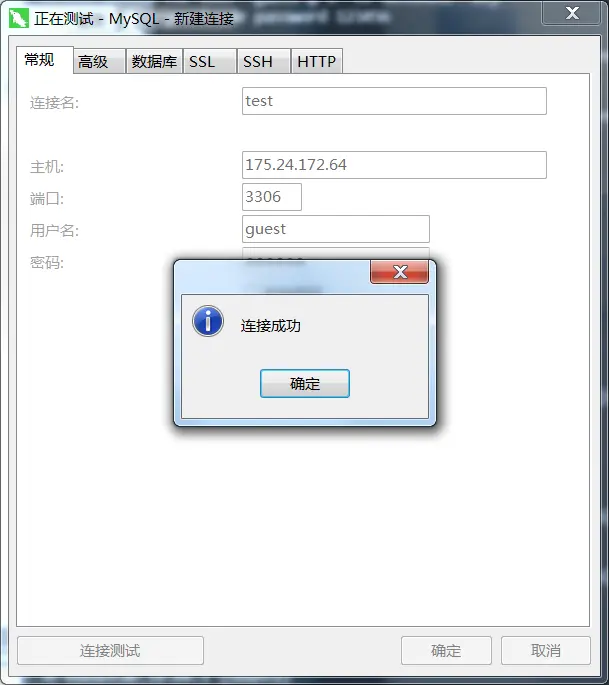 正在测试 - MySQL - 新建连接
常规 高级 数据库 SSL SSH HTTP
连接名: test
主机: 175.24.172.64
端口: 3306
用户名: guest
密码:
连接成功
确定
连接测试 确定 取消